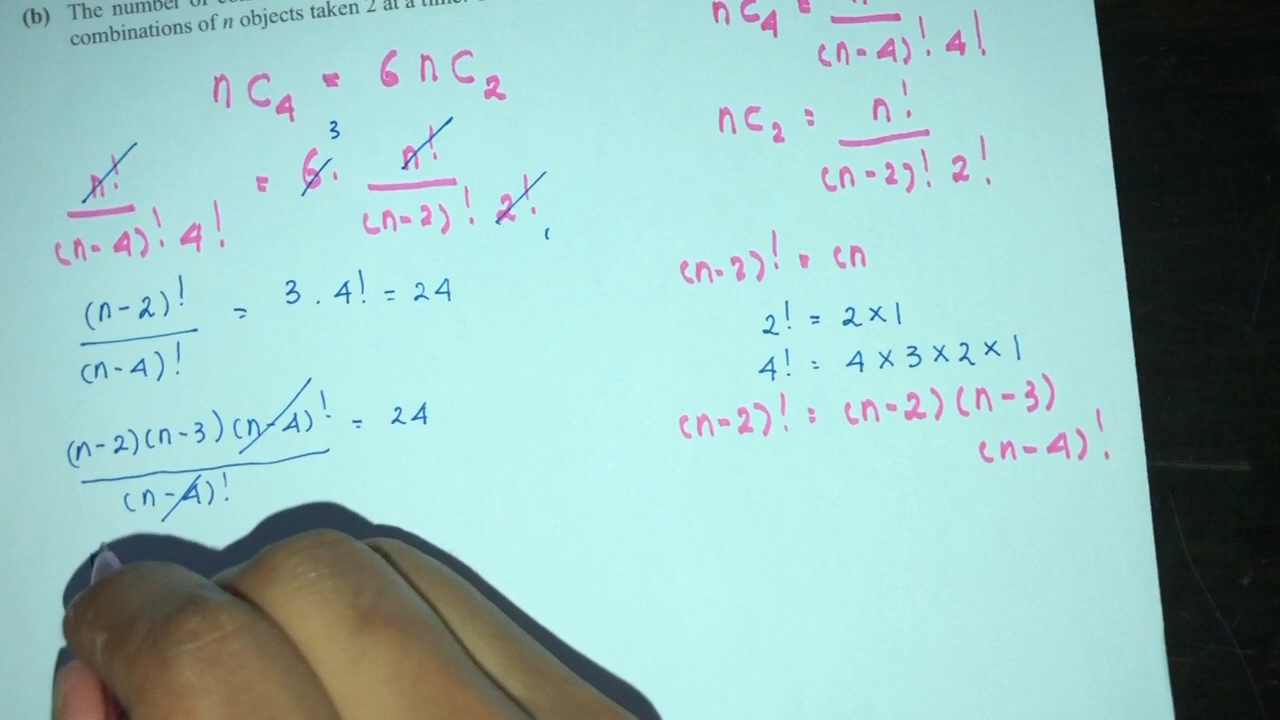 (b) The number of
combinations of n objects taken 2 at a time.
nC4 = 6 nC2
n!/(n-4)! 4! = 6. 3 n!/(n-2)! 2! 1
(n-2)!/(n-4)! = 3 . 4! = 24
(n-2)(n-3)(n-4)!/(n-4)! = 24
nC4 = /(n-4)! 4!
nC2 = n!/(n-2)! 2!
(n-2)! = (n
2! = 2×1
4! = 4×3×2×1
(n-2)! = (n-2)(n-3)
(n-4)!